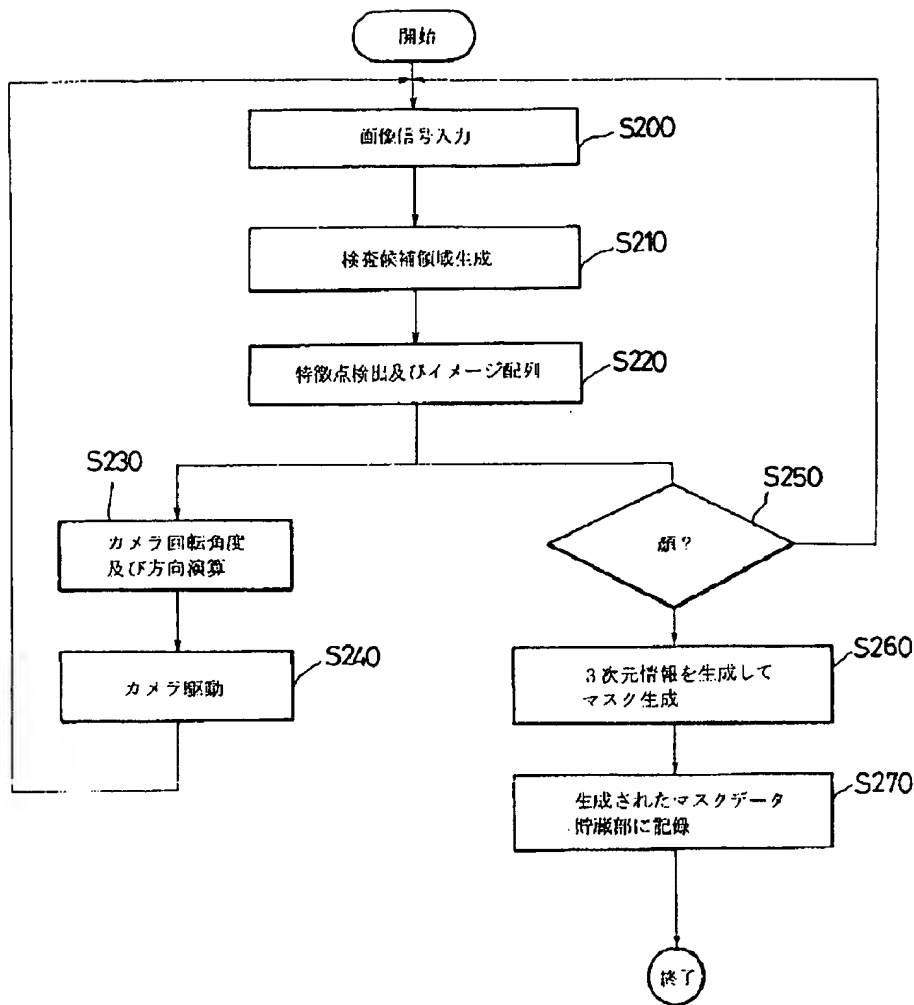 開始
画像信号入力
S200
検査候補領域生成
S210
特徴点検出及びイメージ配列
S220
S230
カメラ回転角度
及び方向演算
S240
カメラ駆動
S250
顔?
S260
3次元情報を生成して
マスク生成
S270
生成されたマスクデータ
貯蔵部に記録
終了